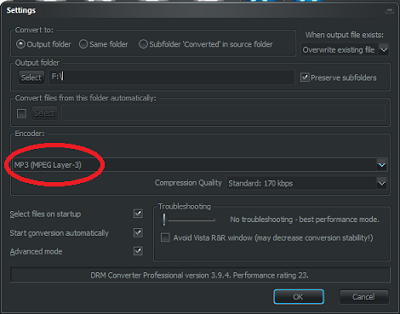 Settings
Convert to:
Output folder
Same folder
Subfolder 'Converted' in source folder
When output file exists:
Overwrite existing file
Output folder
Select
F:\
Preserve subfolders
Convert files from this folder automatically:
Select
Encoder:
MP3 (MPEG Layer-3)
Compression Quality
Standard: 170 kbps
Select files on startup
Start conversion automatically
Advanced mode
Troubleshooting
No troubleshooting - best performance mode.
Avoid Vista R&R window (may decrease conversion stability!)
DRM Converter Professional version 3.9.4. Performance rating 23.
OK
Cancel